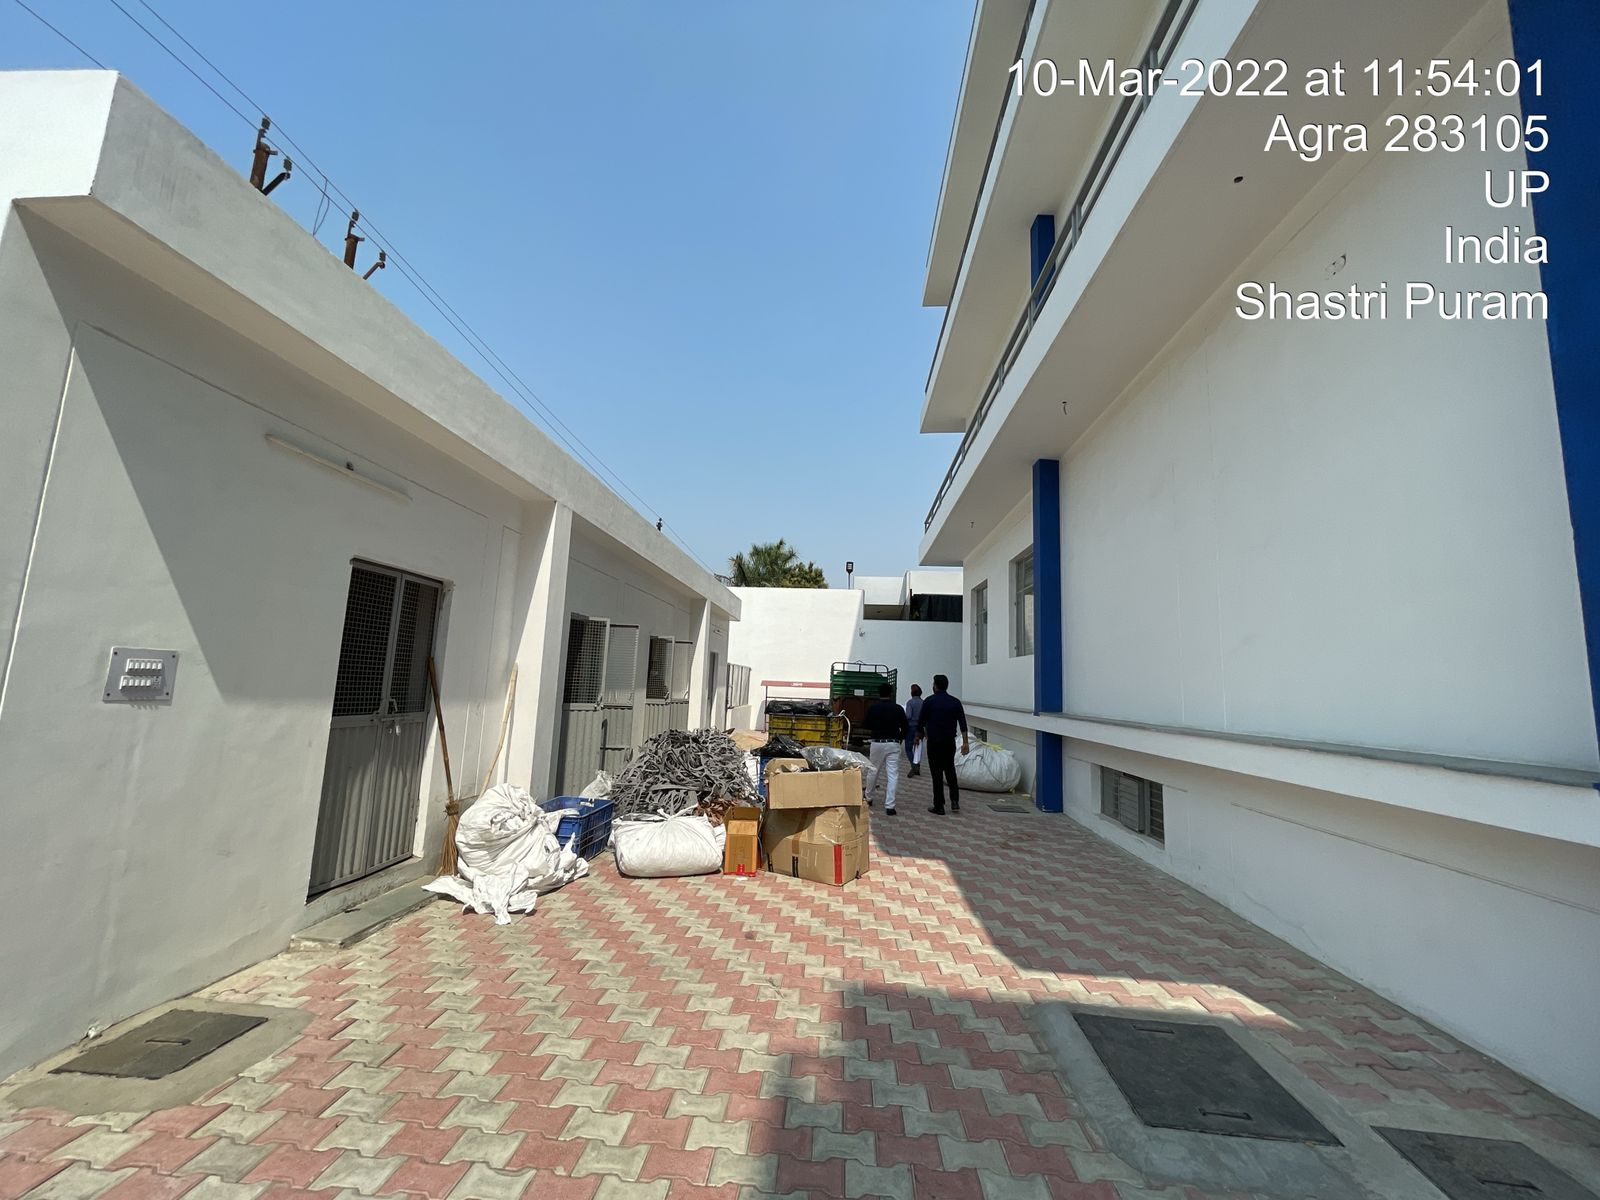 10-Mar-2022 at 11:54:01
Agra 283105
UP
India
Shastri Puram